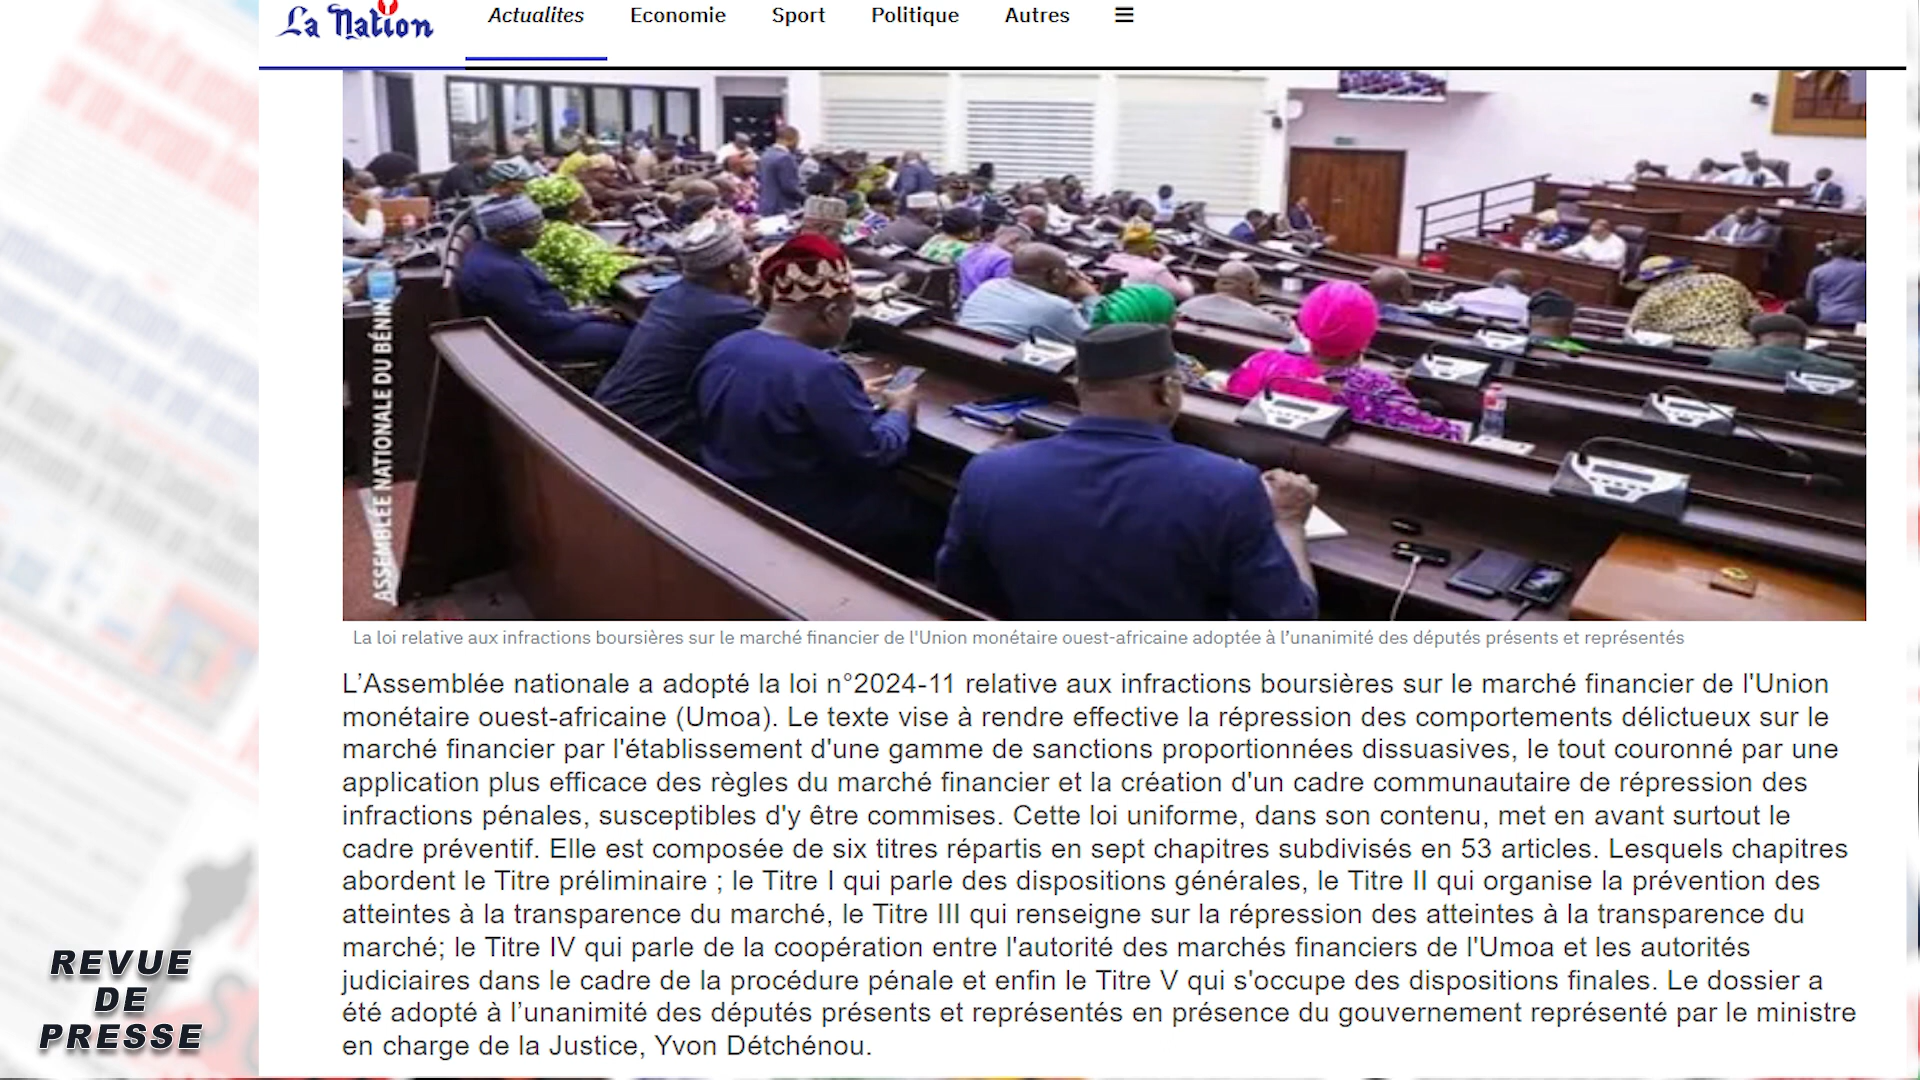 La Nation
Actualites Economie Sport Politique Autres
ASSEMBLÉE NATIONALE DU BÉNIN
La loi relative aux infractions boursières sur le marché financier de l'Union monétaire ouest-africaine adoptée à l’unanimité des députés présents et représentés
L’Assemblée nationale a adopté la loi n°2024-11 relative aux infractions boursières sur le marché financier de l'Union
monétaire ouest-africaine (Umoa). Le texte vise à rendre effective la répression des comportements délictueux sur le
marché financier par l'établissement d'une gamme de sanctions proportionnées dissuasives, le tout couronné par une
application plus efficace des règles du marché financier et la création d'un cadre communautaire de répression des
infractions pénales, susceptibles d'y être commises. Cette loi uniforme, dans son contenu, met en avant surtout le
cadre préventif. Elle est composée de six titres répartis en sept chapitres subdivisés en 53 articles. Lesquels chapitres
abordent le Titre préliminaire ; le Titre I qui parle des dispositions générales, le Titre II qui organise la prévention des
atteintes à la transparence du marché, le Titre III qui renseigne sur la répression des atteintes à la transparence du
marché; le Titre IV qui parle de la coopération entre l'autorité des marchés financiers de l'Umoa et les autorités
judiciaires dans le cadre de la procédure pénale et enfin le Titre V qui s'occupe des dispositions finales. Le dossier a
été adopté à l’unanimité des députés présents et représentés en présence du gouvernement représenté par le ministre
en charge de la Justice, Yvon Détchénou.
REVUE
DE
PRESSE